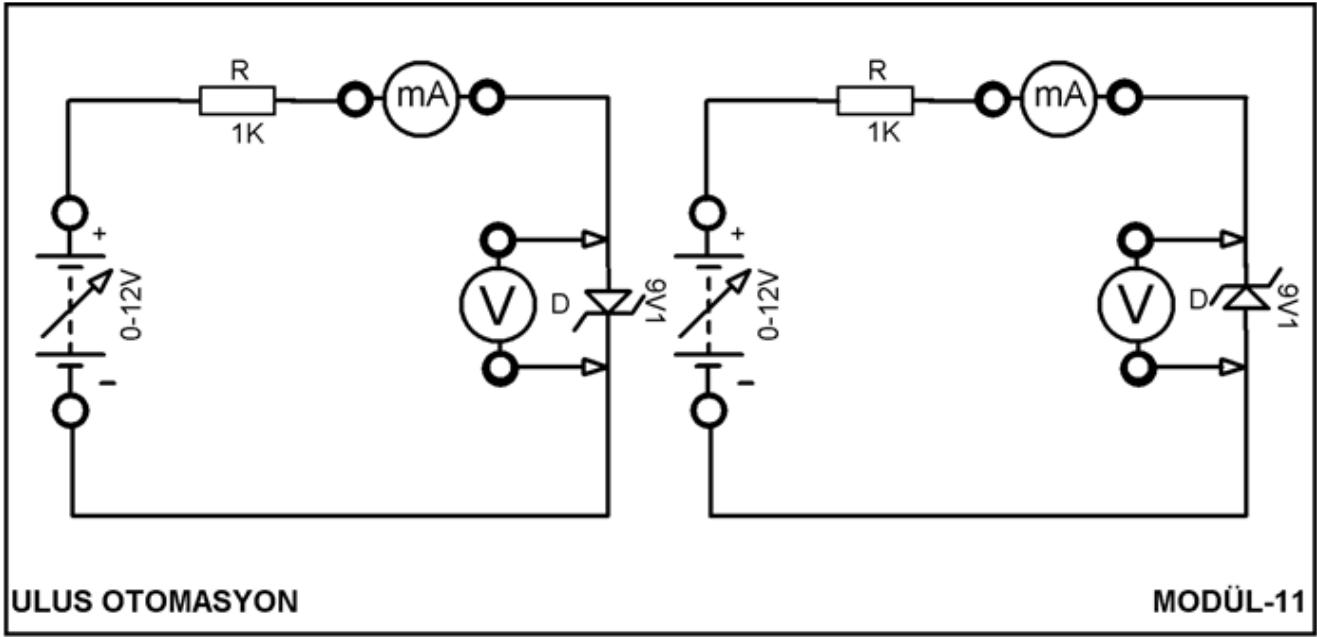 R
mA
1K
+
0-12V
-
V
D
9V1
R
mA
1K
+
0-12V
-
V
D
9V1
ULUS OTOMASYON
MODÜL-11